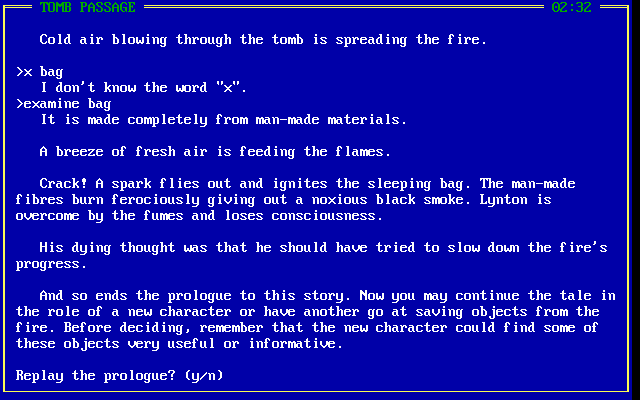 TOMB PASSAGE 02:32
Cold air blowing through the tomb is spreading the fire.
>x bag
I don't know the word "x".
>examine bag
It is made completely from man-made materials.
A breeze of fresh air is feeding the flames.
Crack! A spark flies out and ignites the sleeping bag. The man-made
fibres burn ferociously giving out a noxious black smoke. Lynton is
overcome by the fumes and loses consciousness.
His dying thought was that he should have tried to slow down the fire's
progress.
And so ends the prologue to this story. Now you may continue the tale in
the role of a new character or have another go at saving objects from the
fire. Before deciding, remember that the new character could find some of
these objects very useful or informative.
Replay the prologue? (y/n)